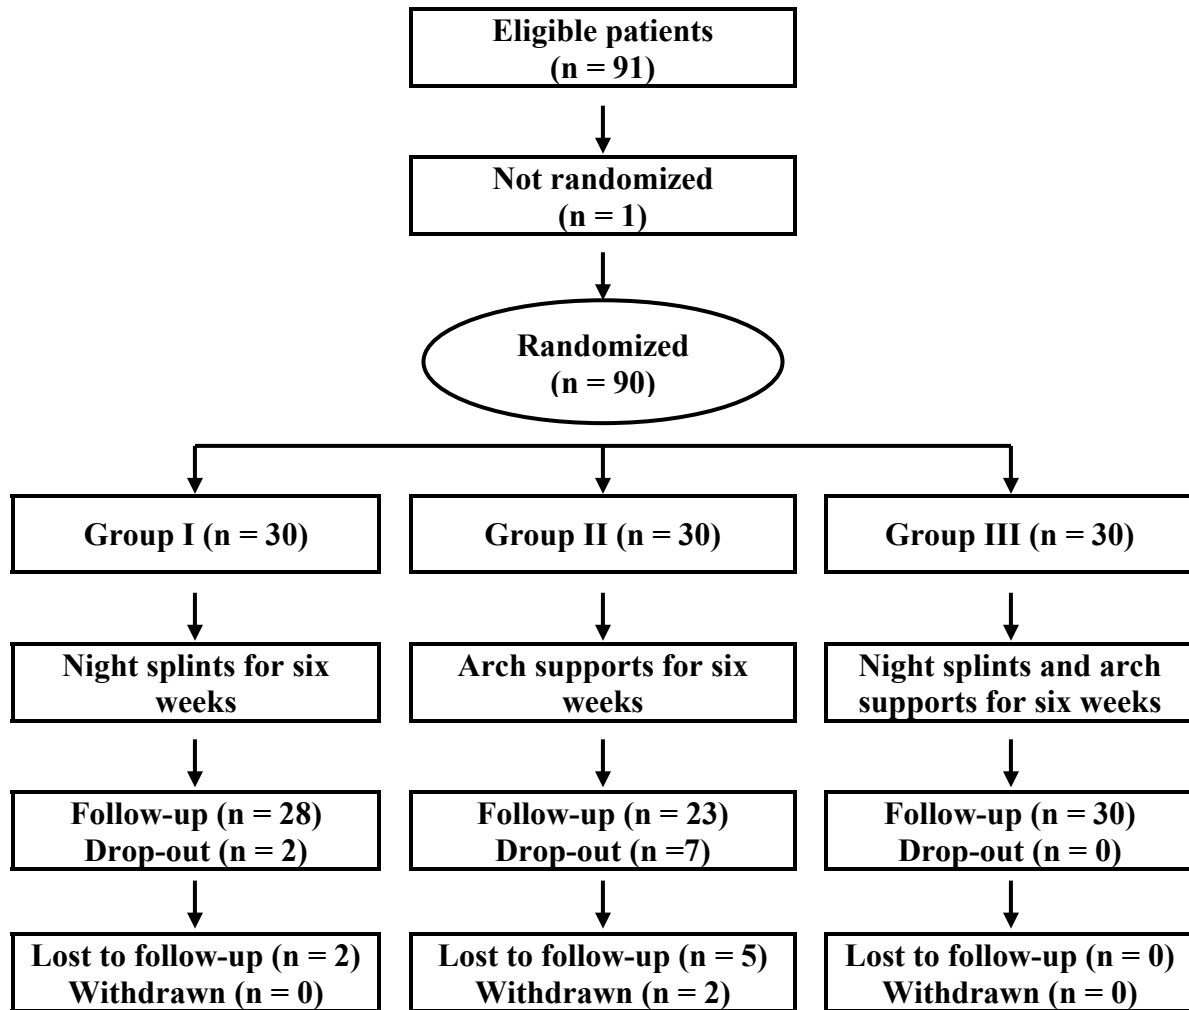 Eligible patients
(n = 91)
Not randomized
(n = 1)
Randomized
(n = 90)
Group I (n = 30)
Group II (n = 30)
Group III (n = 30)
Night splints for six
weeks
Arch supports for six
weeks
Night splints and arch
supports for six weeks
Follow-up (n = 28)
Drop-out (n = 2)
Follow-up (n = 23)
Drop-out (n =7)
Follow-up (n = 30)
Drop-out (n = 0)
Lost to follow-up (n = 2)
Withdrawn (n = 0)
Lost to follow-up (n = 5)
Withdrawn (n = 2)
Lost to follow-up (n = 0)
Withdrawn (n = 0)